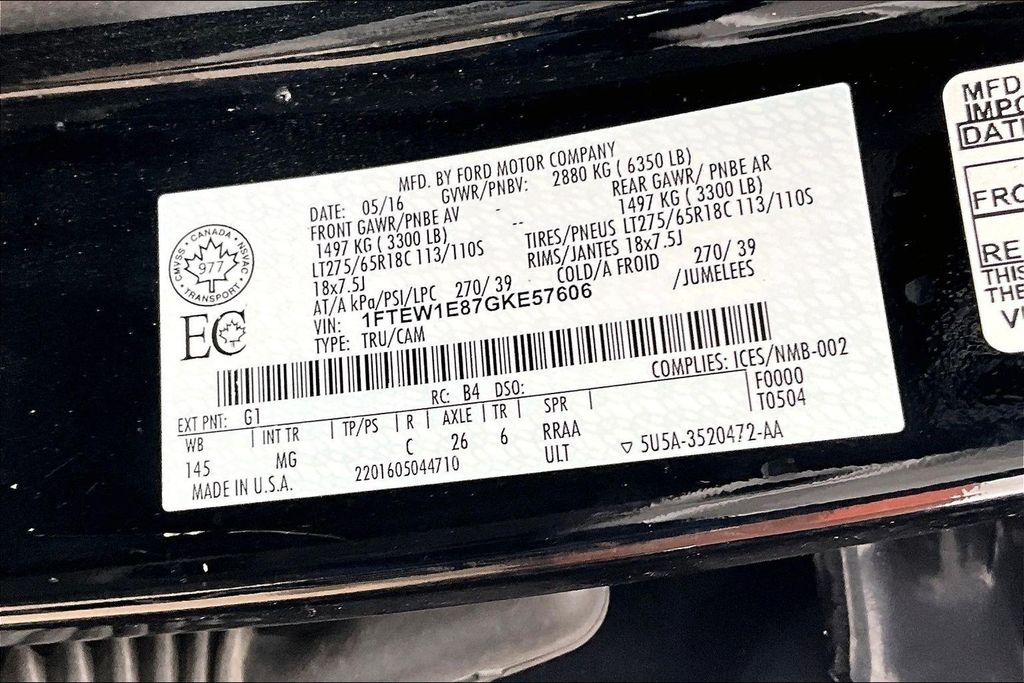 MFD. BY FORD MOTOR COMPANY
DATE: 05/16 GVWR/PNBV: 2880 KG ( 6350 LB)
FRONT GAWR/PNBE AV - REAR GAWR/ PNBE AR
1497 KG ( 3300 LB) -- 1497 KG ( 3300 LB)
LT275/65R18C 113/110S TIRES/PNEUS LT275/65R18C 113/110S
18x7.5J RIMS/JANTES 18x7.5J
AT/A kPa/PSI/LPC 270/ 39 COLD/A FROID 270/ 39
VIN: 1FTEW1E87GKE57606 /JUMELEES
TYPE: TRU/CAM
CANADA
CMVSS NSVAC
977
TRANSPORT
EC
COMPLIES: ICES/NMB-002
EXT PNT: G1 RC: B4 DSO: F0000
WB | INT TR | TP/PS | R | AXLE | TR | SPR | T0504
145 MG C 26 6 RRAA
MADE IN U.S.A. 2201605044710 ULT ▽ 5U5A-3520472-AA
MFD
IMPO
DAT
FRO
RE
THIS
THE
V